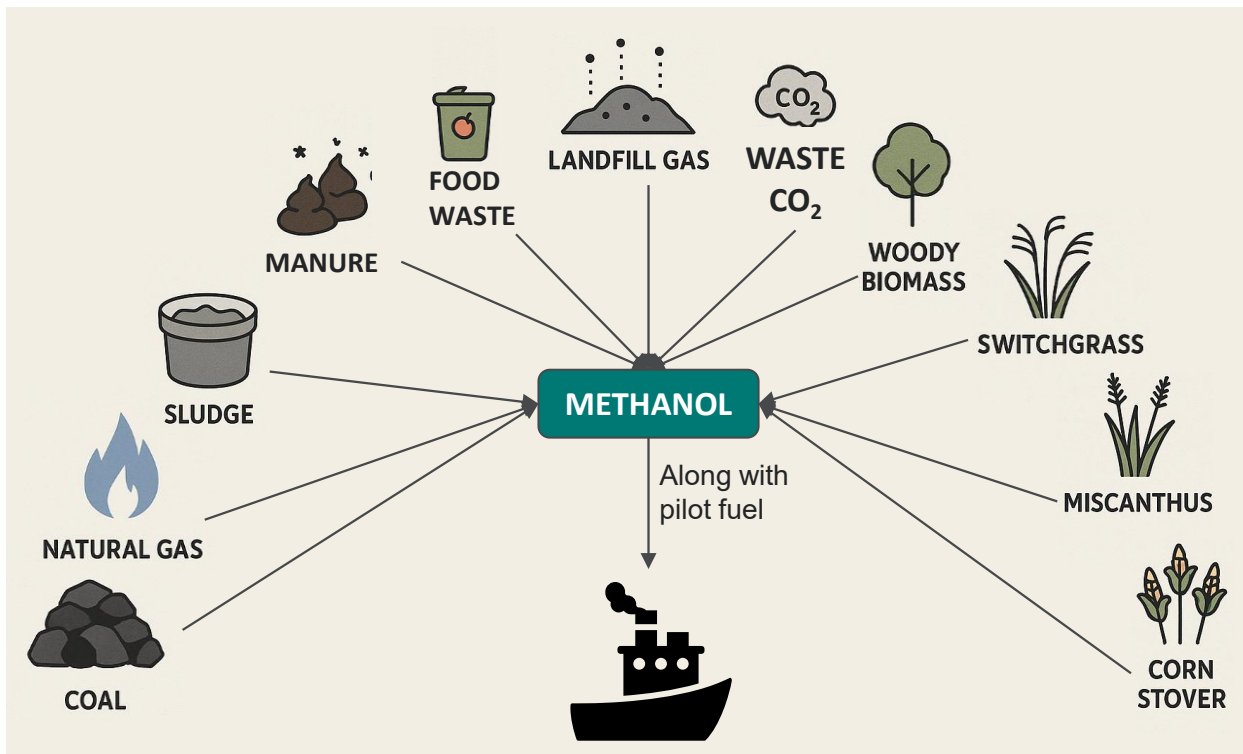 CO₂
LANDFILL GAS
WASTE
CO₂
FOOD
WASTE
MANURE
WOODY
BIOMASS
SWITCHGRASS
SLUDGE
METHANOL
Along with
pilot fuel
MISCANTHUS
NATURAL GAS
COAL
CORN
STOVER